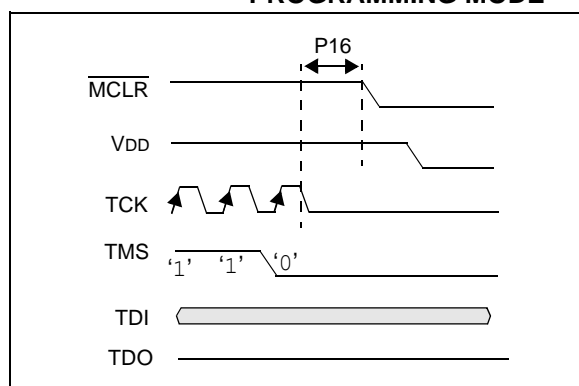 PROGRAMMING MODE
P16
MCLR
VDD
TCK
TMS
‘1’ ‘1’ ‘0’
TDI
TDO